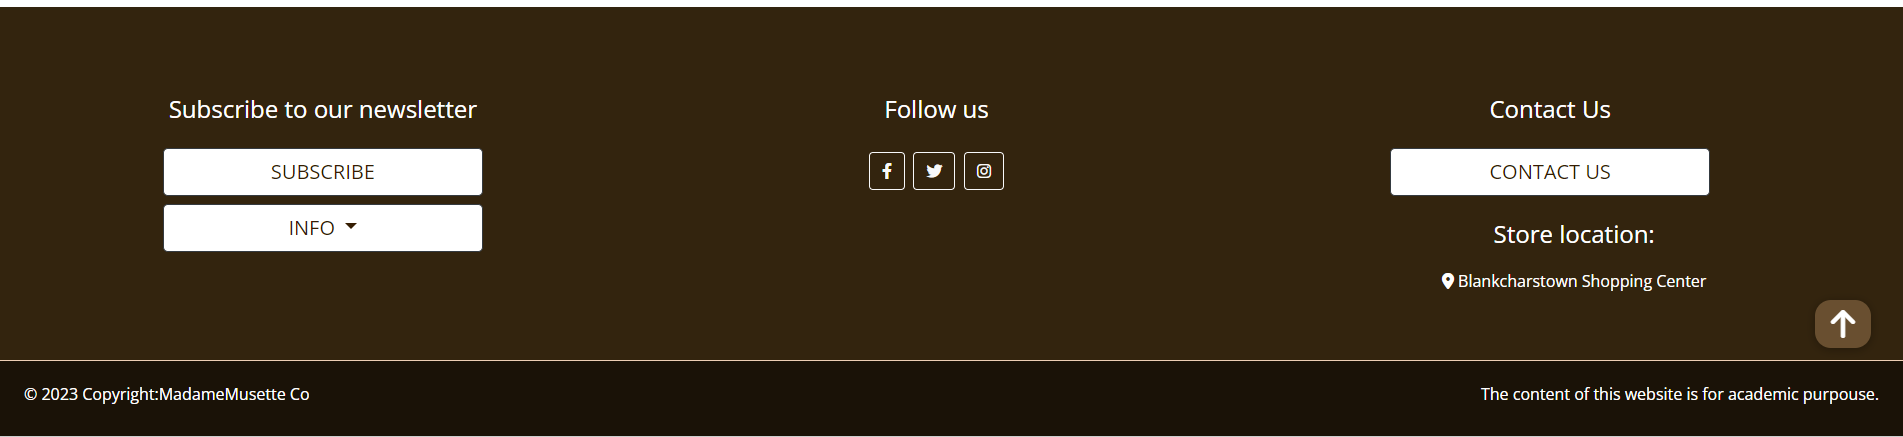 Subscribe to our newsletter
SUBSCRIBE
INFO
Follow us
Contact Us
CONTACT US
Store location:
Blankcharstown Shopping Center
© 2023 Copyright:MadameMusette Co
The content of this website is for academic purpouse.